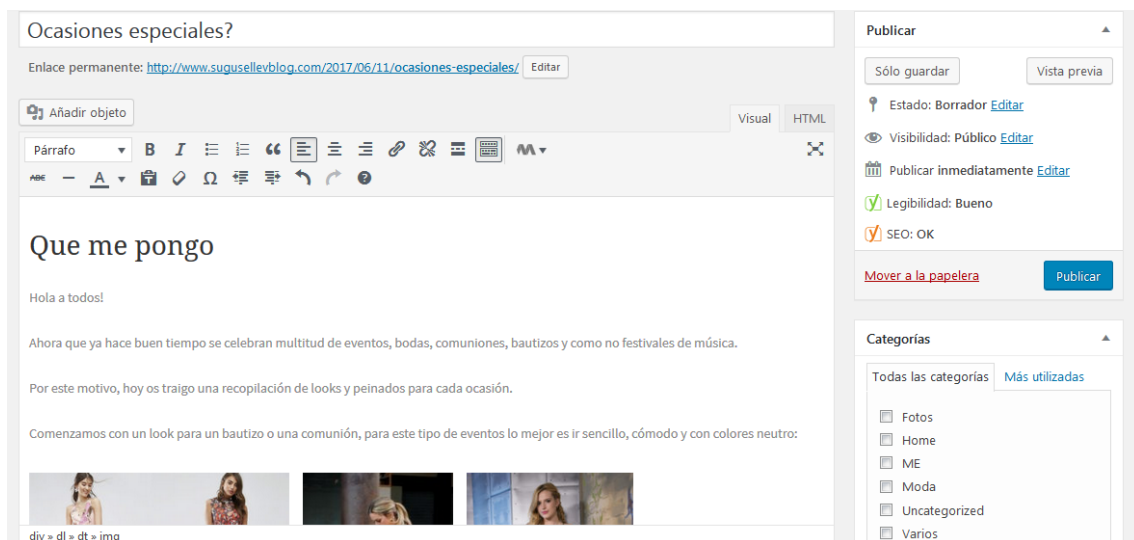 Ocasiones especiales?
Enlace permanente: http://www.sugusellevblog.com/2017/06/11/ocasiones-especiales/ Editar
Añadir objeto
Visual HTML
Párrafo B I
ABC A Ω
Que me pongo
Hola a todos!
Ahora que ya hace buen tiempo se celebran multitud de eventos, bodas, comuniones, bautizos y como no festivales de música.
Por este motivo, hoy os traigo una recopilación de looks y peinados para cada ocasión.
Comenzamos con un look para un bautizo o una comunión, para este tipo de eventos lo mejor es ir sencillo, cómodo y con colores neutro:
div » dl » dt » img
Publicar
Sólo guardar Vista previa
Estado: Borrador Editar
Visibilidad: Público Editar
Publicar inmediatamente Editar
Legibilidad: Bueno
SEO: OK
Mover a la papelera Publicar
Categorías
Todas las categorías Más utilizadas
Fotos
Home
ME
Moda
Uncategorized
Varios